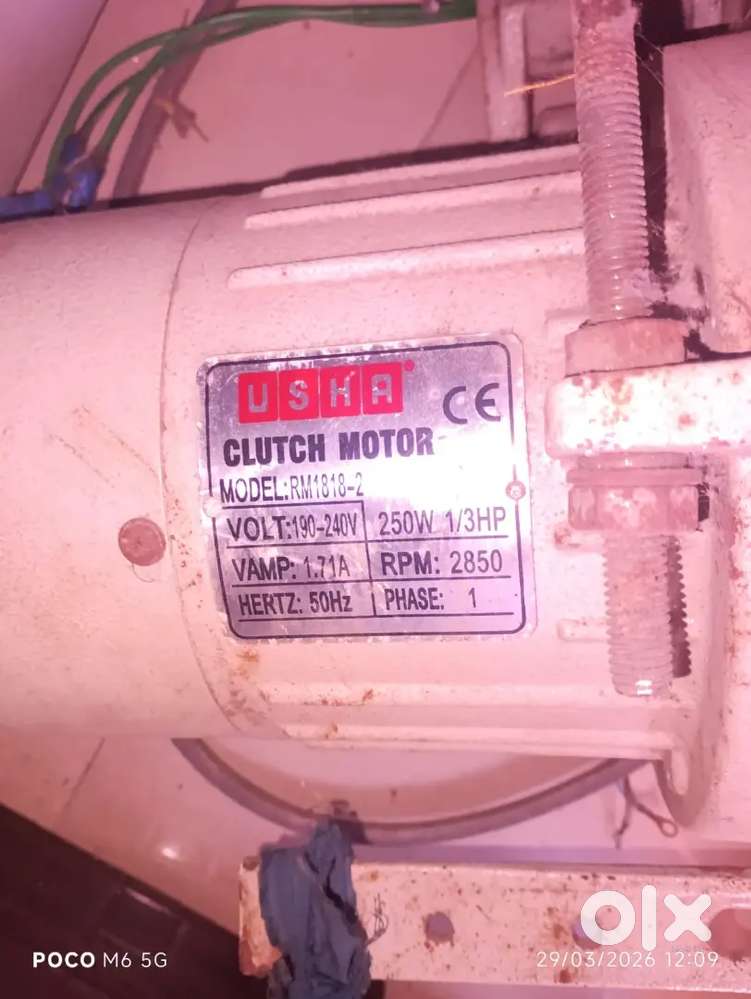 USHA
CE
CLUTCH MOTOR
MODEL:RM1818-2
VOLT:190-240V 250W 1/3HP
VAMP: 1.71A RPM: 2850
HERTZ: 50Hz PHASE: 1
olx
POCO M6 5G
29/03/2026 12:09